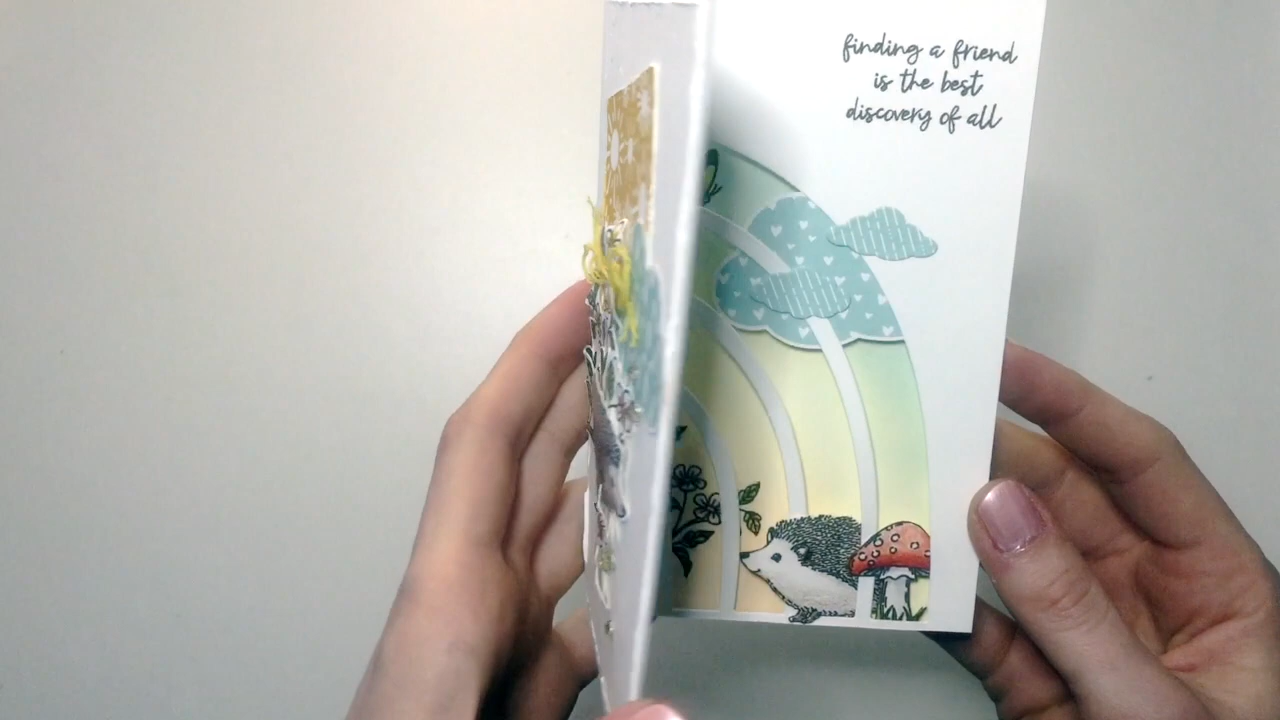 finding a friend
is the best
discovery of all